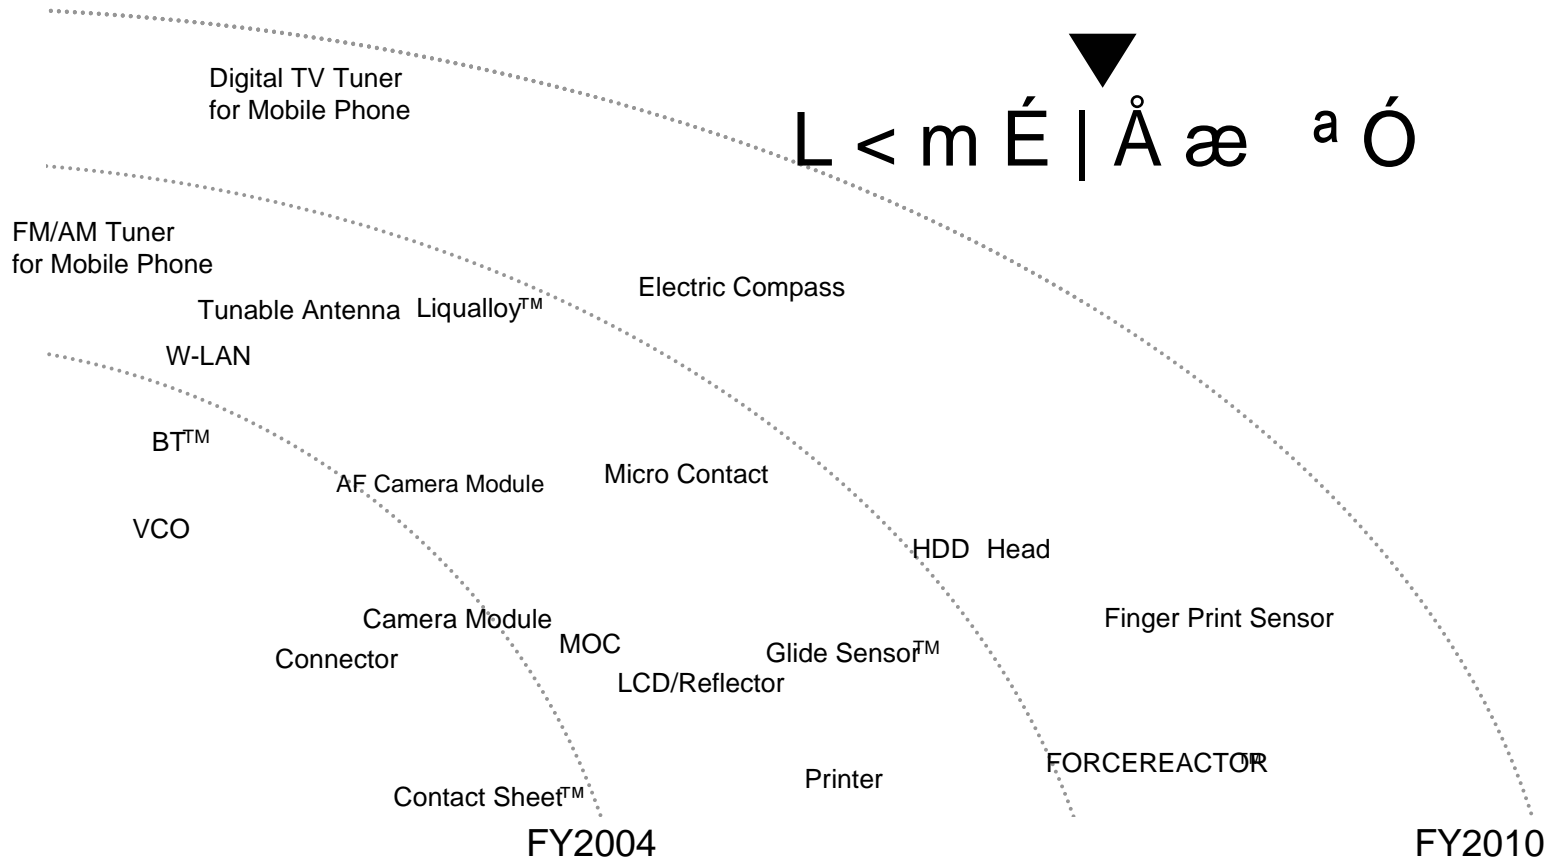 Digital TV Tuner
for Mobile Phone
L < m É | Å æ ª Ó
FM/AM Tuner
for Mobile Phone
Electric Compass
Tunable Antenna
Liqualloy™
W-LAN
BT™
AF Camera Module
Micro Contact
VCO
HDD Head
Camera Module
Finger Print Sensor
MOC
Connector
Glide Sensor™
LCD/Reflector
FORCEREACTOR™
Printer
Contact Sheet™
FY2004
FY2010